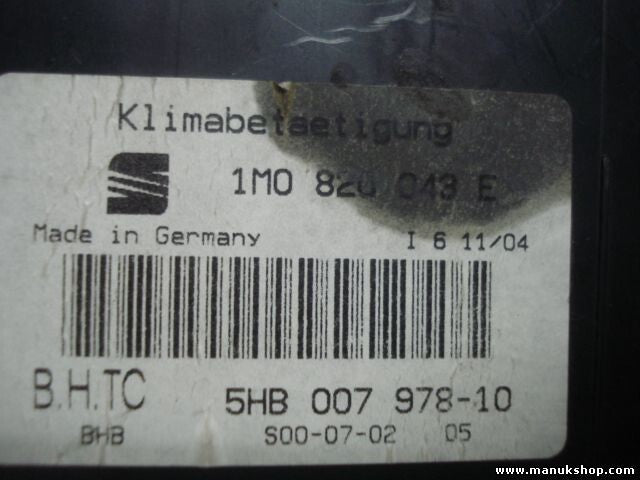 Klimabetaetigung
1M0 820 043 E
Made in Germany I 6 11/04
B.H.TC 5HB 007 978-10
BHB S00-07-02 05
www.manukshop.com